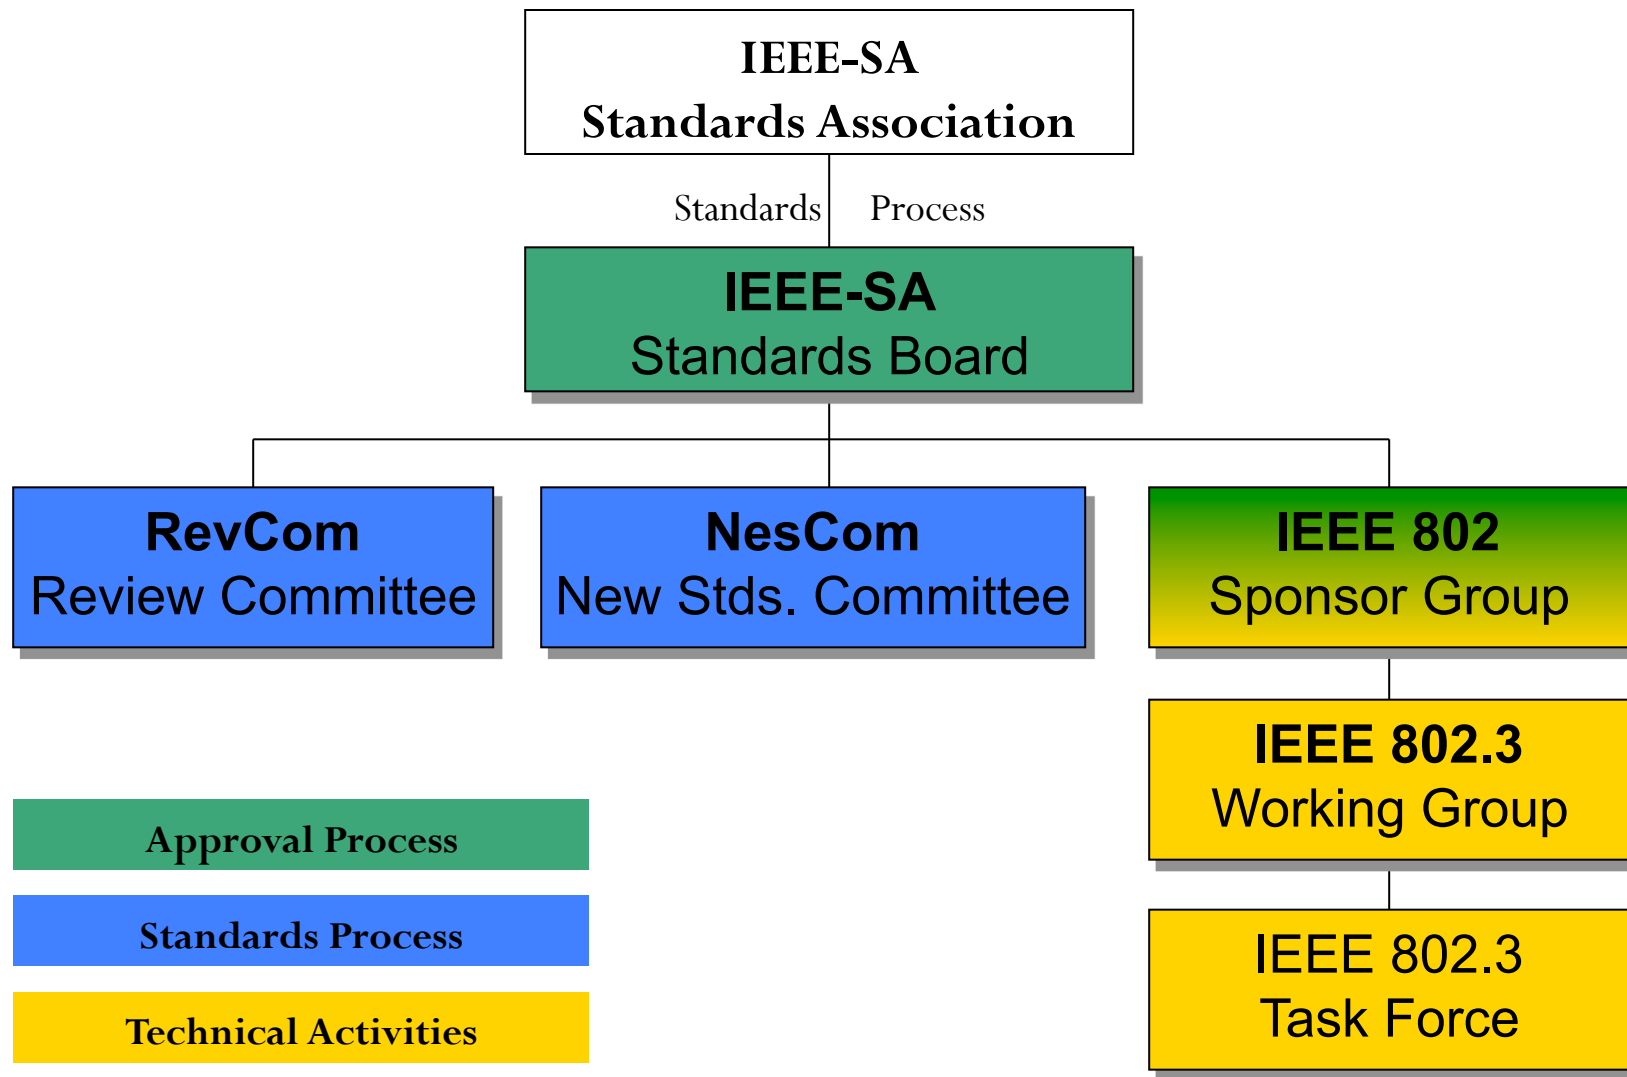 IEEE-SA
Standards Association
Standards Process
IEEE-SA
Standards Board
RevCom
Review Committee
NesCom
New Stds. Committee
IEEE 802
Sponsor Group
IEEE 802.3
Working Group
IEEE 802.3
Task Force
Approval Process
Standards Process
Technical Activities